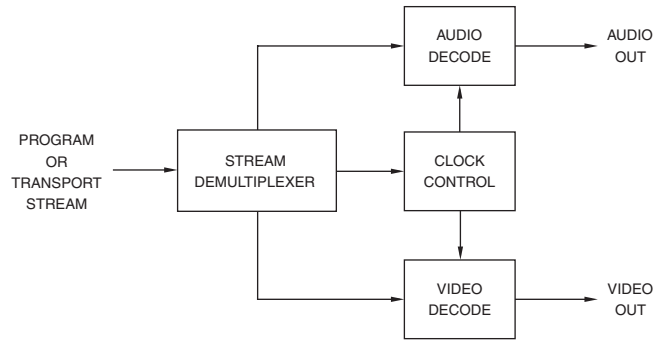 AUDIO
DECODE
AUDIO
OUT
PROGRAM
OR
TRANSPORT
STREAM
STREAM
DEMULTIPLEXER
CLOCK
CONTROL
VIDEO
DECODE
VIDEO
OUT